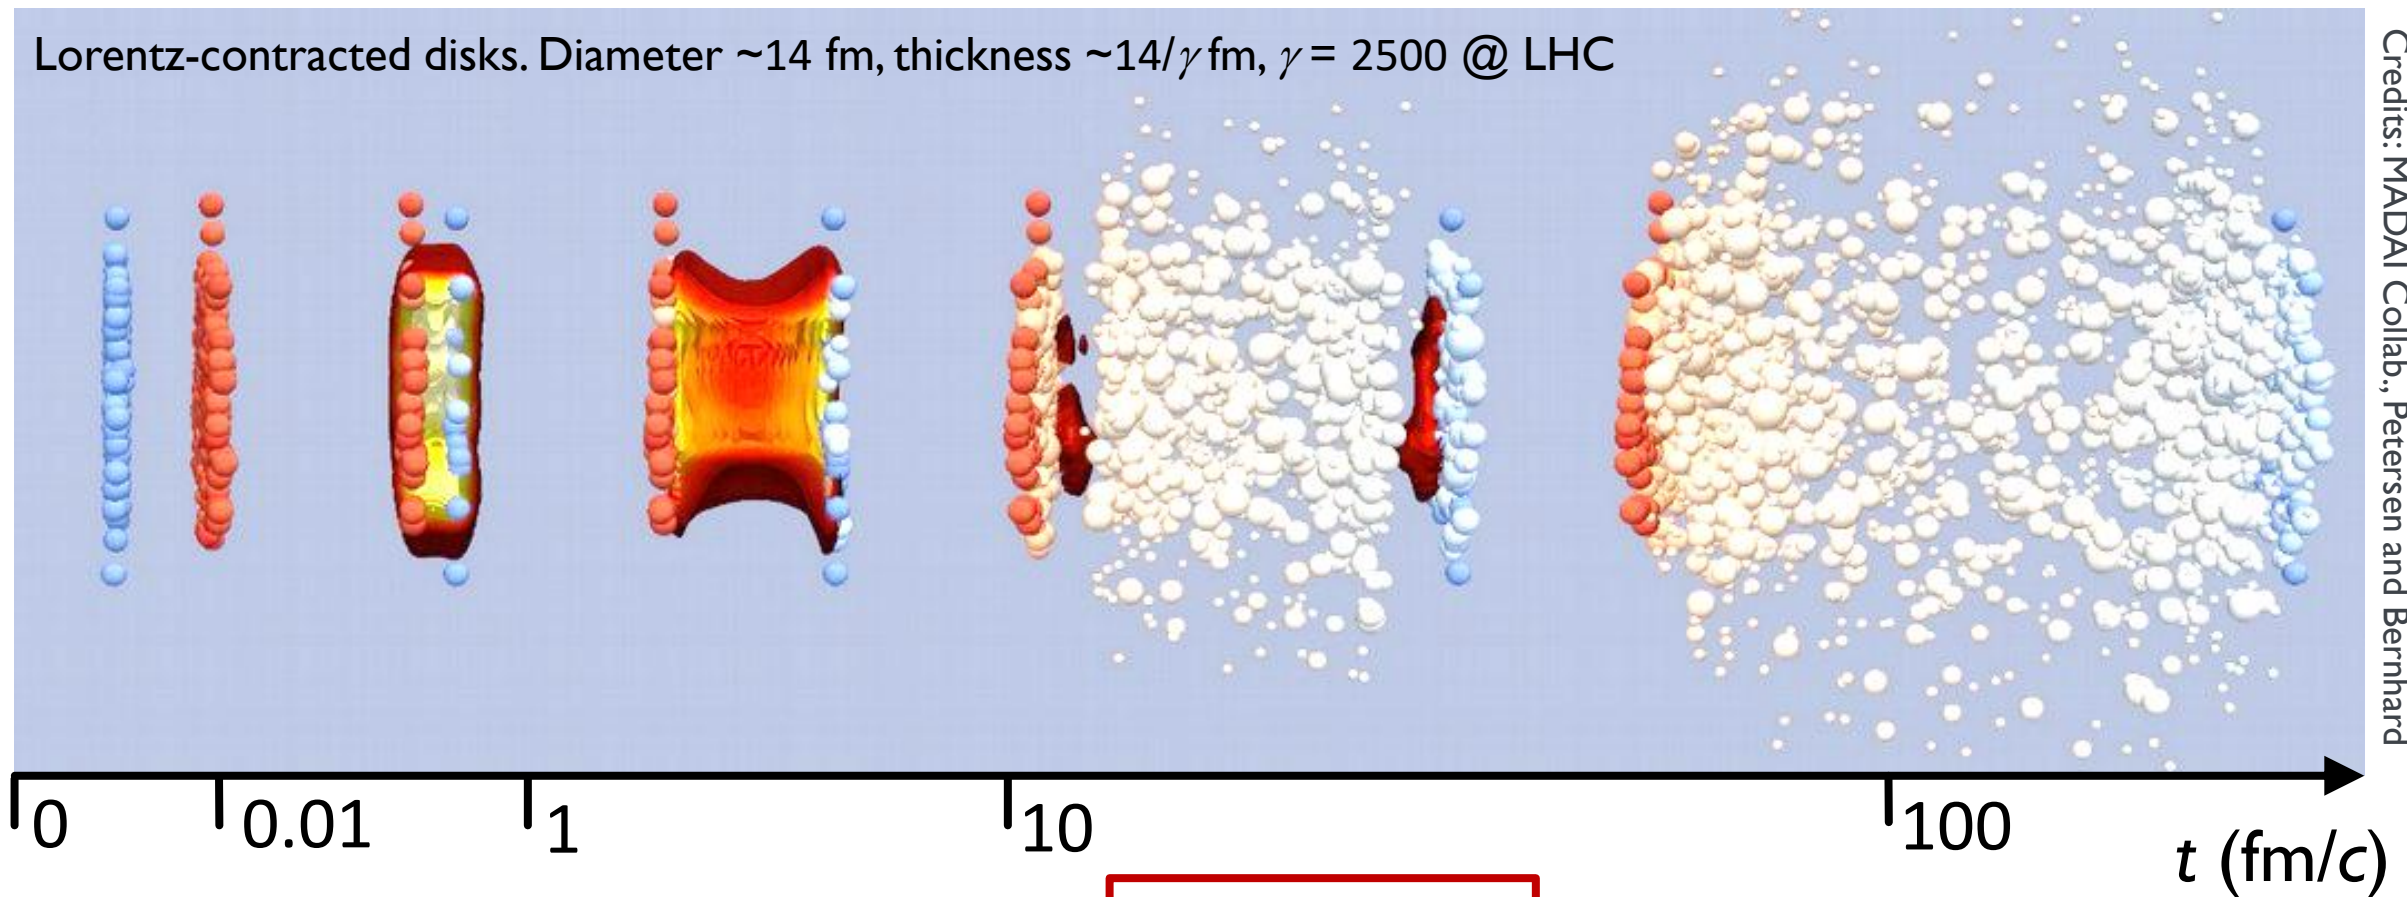 Lorentz-contracted disks. Diameter ~14 fm, thickness ~14/γ fm, γ = 2500 @ LHC
Credits: MADAI Collab., Petersen and Bernhard
0
0.01
1
10
100
t (fm/c)